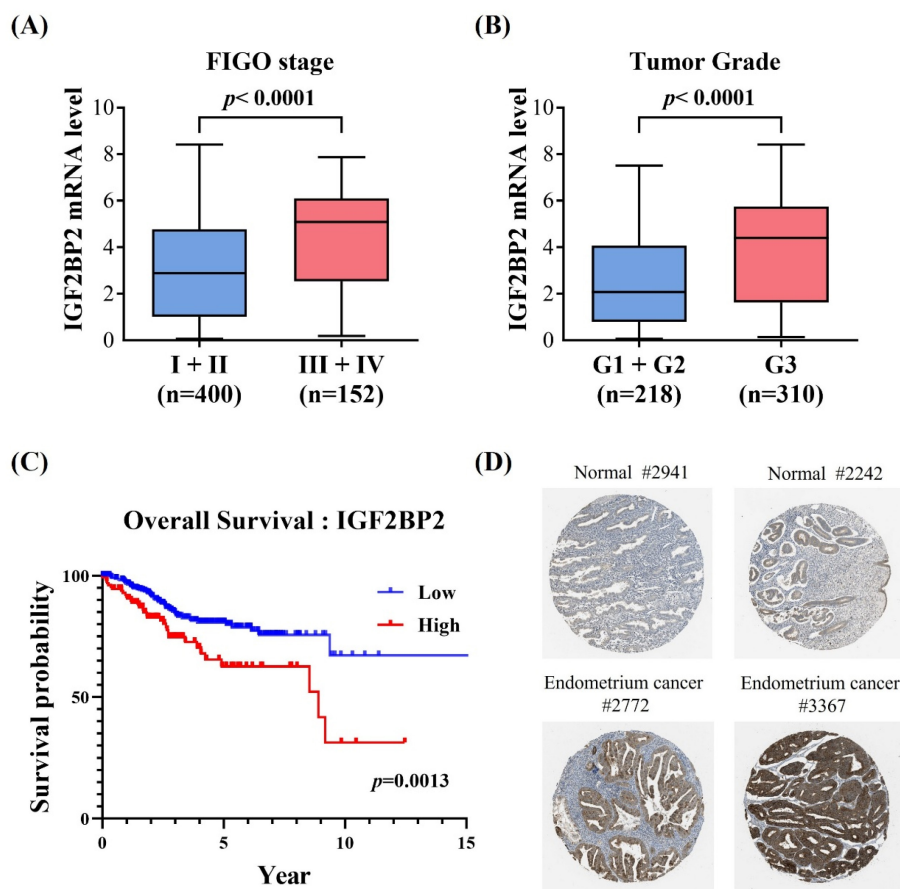 (A)
FIGO stage
p< 0.0001
IGF2BP2 mRNA level
10
8
6
4
2
0
I + II
(n=400)
III + IV
(n=152)
(B)
Tumor Grade
p< 0.0001
IGF2BP2 mRNA level
10
8
6
4
2
0
G1 + G2
(n=218)
G3
(n=310)
(C)
Overall Survival : IGF2BP2
Survival probability
100
50
0
Low
High
p=0.0013
0
5
10
15
Year
(D)
Normal #2941
Normal #2242
Endometrium cancer
#2772
Endometrium cancer
#3367